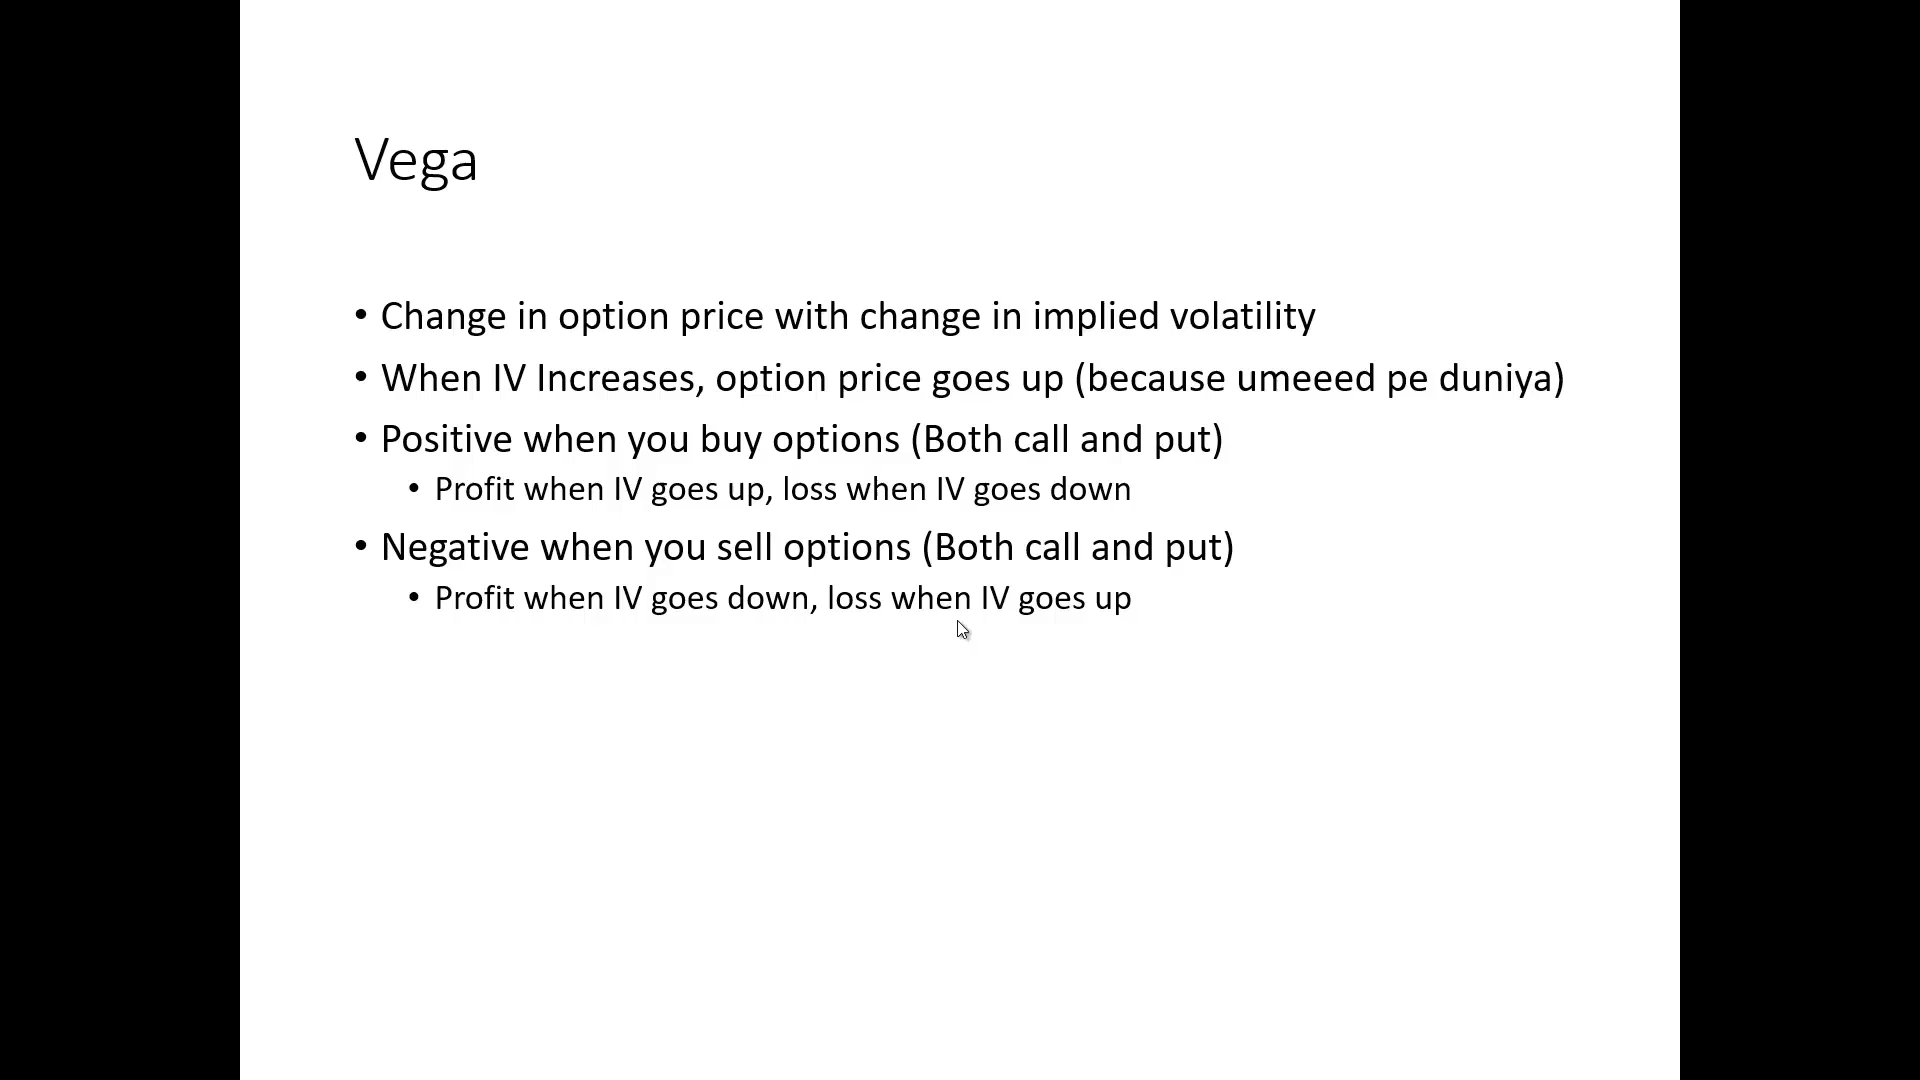 Vega
• Change in option price with change in implied volatility
• When IV Increases, option price goes up (because umeeed pe duniya)
• Positive when you buy options (Both call and put)
• Profit when IV goes up, loss when IV goes down
• Negative when you sell options (Both call and put)
• Profit when IV goes down, loss when IV goes up